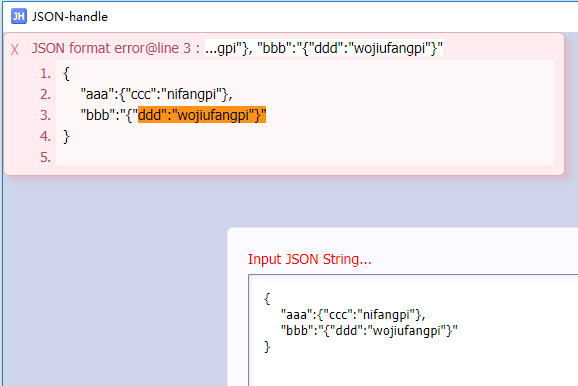 JH JSON-handle
X JSON format error@line 3 : ...gpi"}, "bbb":"{"ddd":"wojiufangpi"}"
1. {
2. "aaa":{"ccc":"nifangpi"},
3. "bbb":"{"ddd":"wojiufangpi"}"
4. }
5.
Input JSON String...
{
"aaa":{"ccc":"nifangpi"},
"bbb":"{"ddd":"wojiufangpi"}"
}